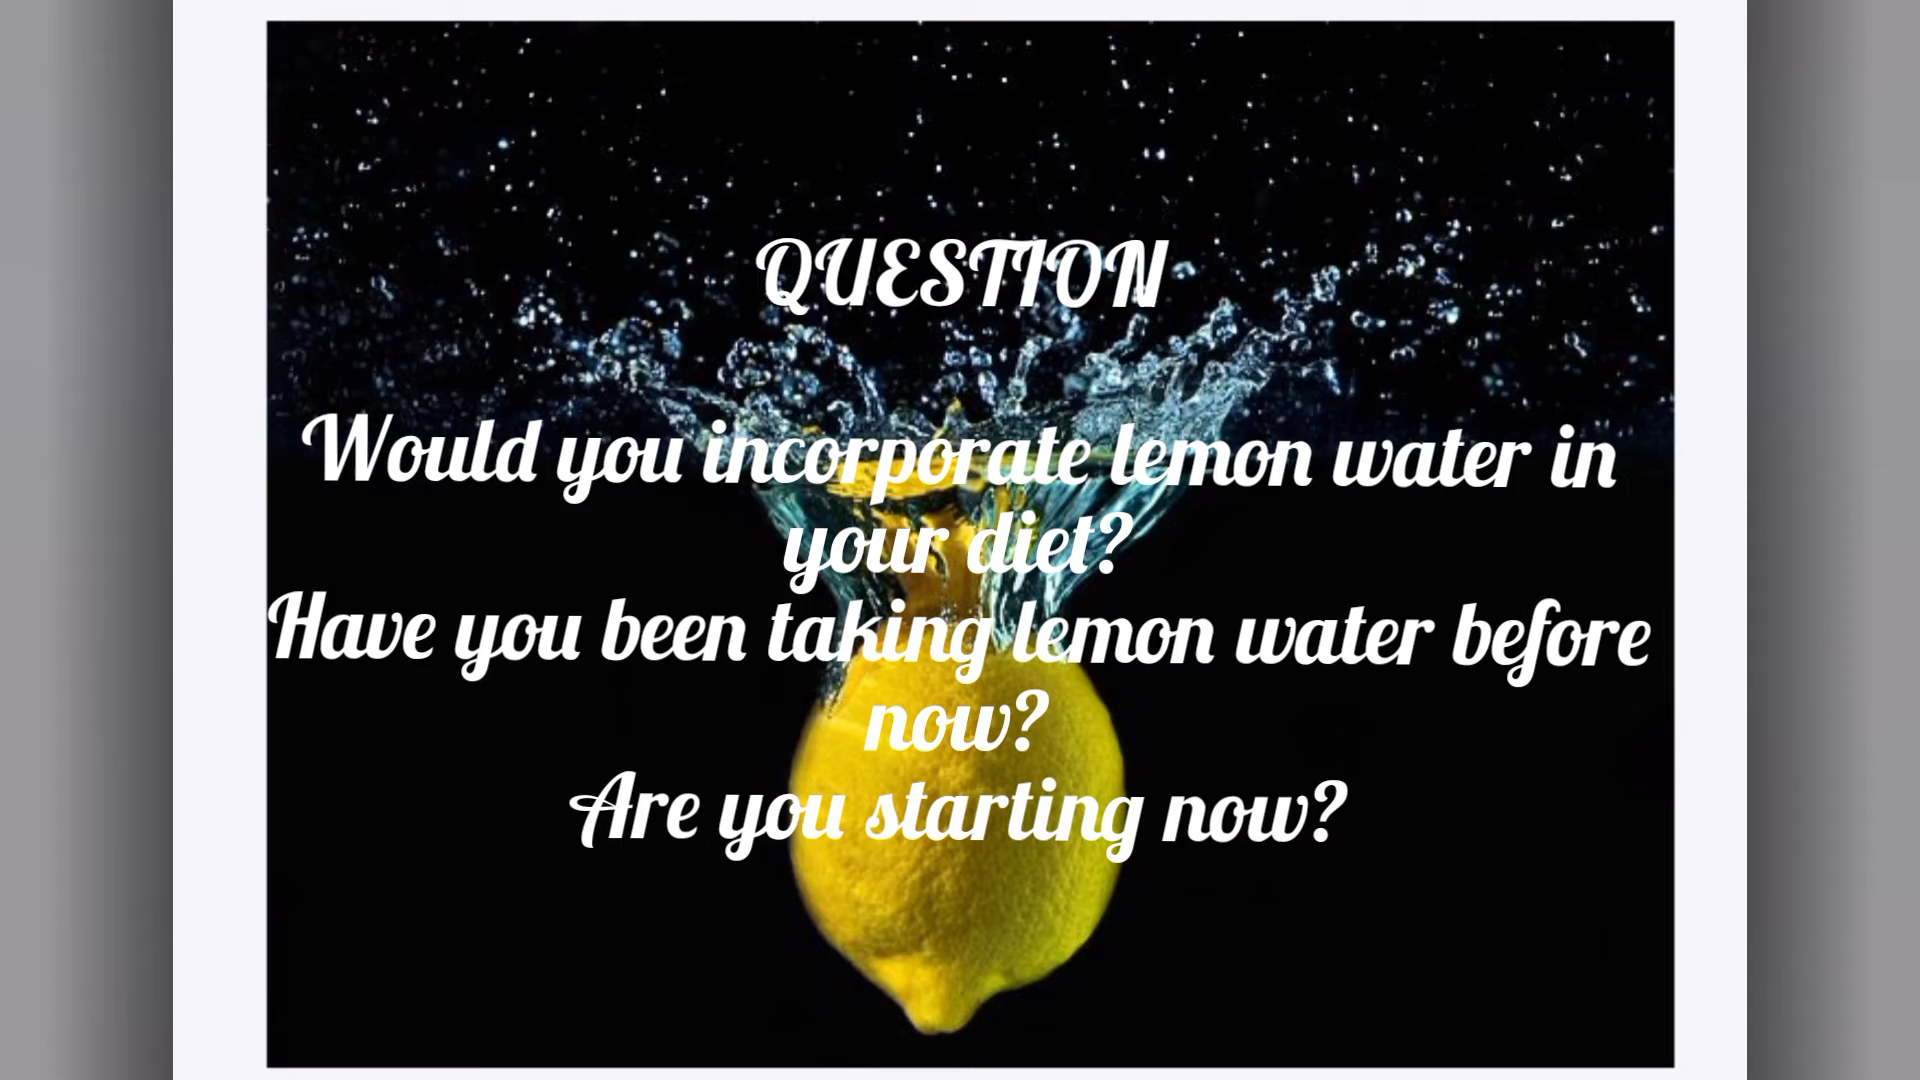 QUESTION
Would you incorporate lemon water in
your diet?
Have you been taking lemon water before
now?
Are you starting now?